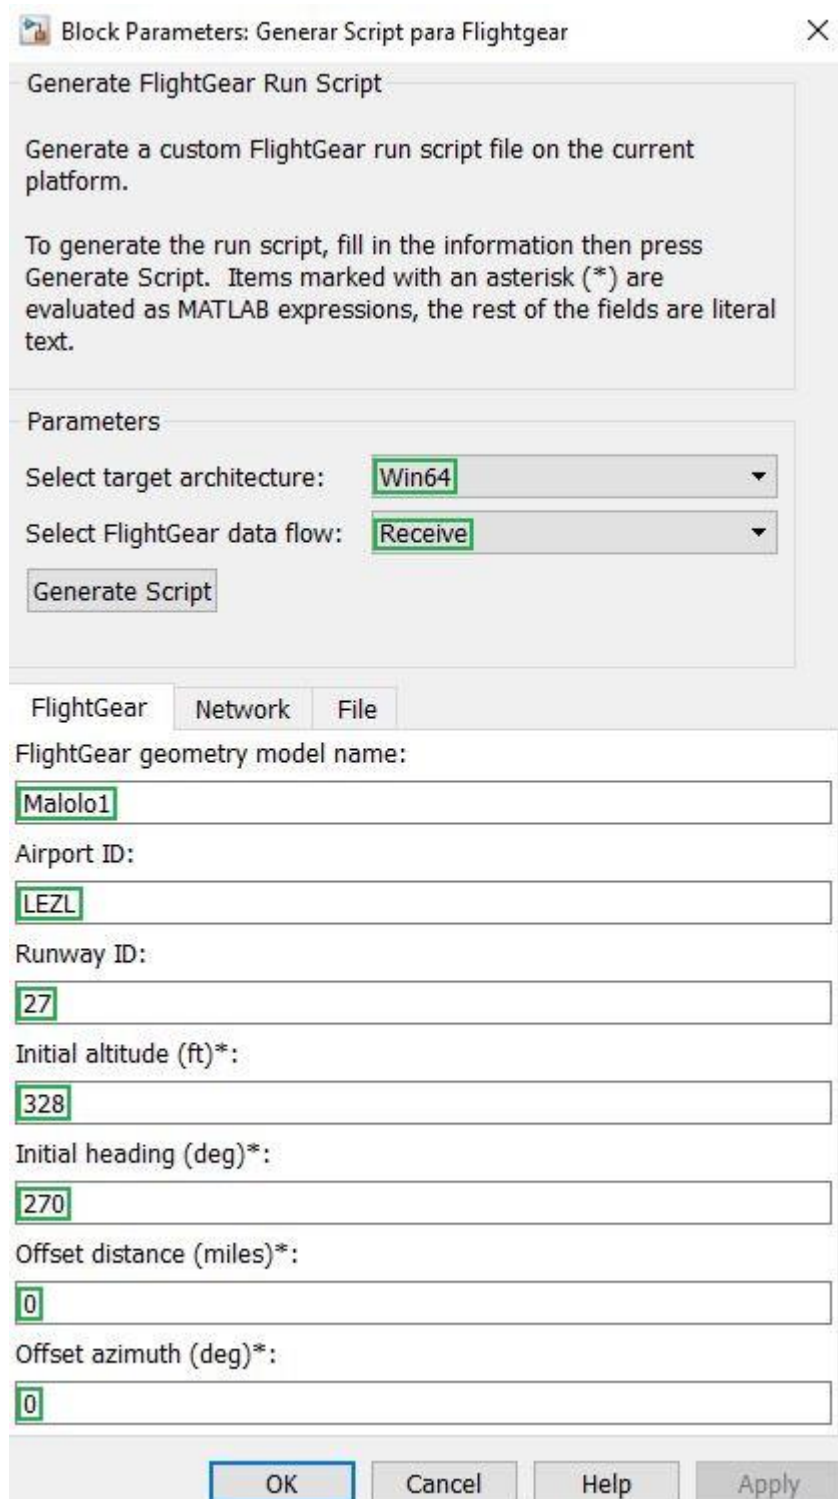 Block Parameters: Generar Script para Flightgear
Generate FlightGear Run Script
Generate a custom FlightGear run script file on the current
platform.
To generate the run script, fill in the information then press
Generate Script. Items marked with an asterisk (*) are
evaluated as MATLAB expressions, the rest of the fields are literal
text.
Parameters
Select target architecture: Win64
Select FlightGear data flow: Receive
Generate Script
FlightGear Network File
FlightGear geometry model name:
Malolo1
Airport ID:
LEZL
Runway ID:
27
Initial altitude (ft)*:
328
Initial heading (deg)*:
270
Offset distance (miles)*:
0
Offset azimuth (deg)*:
0
OK Cancel Help Apply